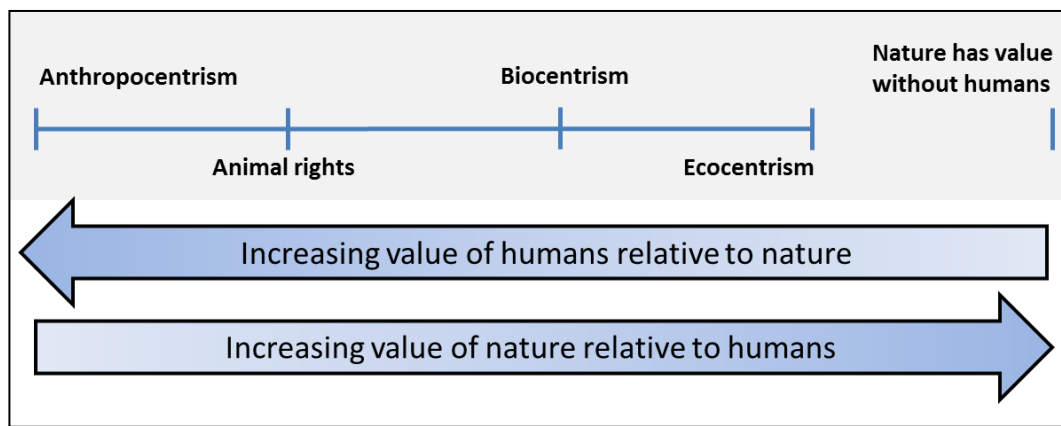 Nature has value
without humans
Anthropocentrism
Biocentrism
Animal rights
Ecocentrism
Increasing value of humans relative to nature
Increasing value of nature relative to humans